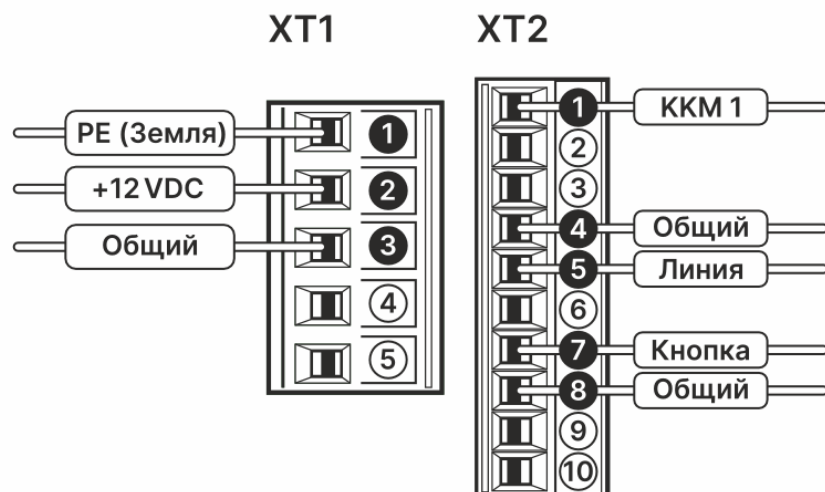 XT1
XT2
PE (Земля)
1
+12 VDC
2
Общий
3
4
5
1
KKM 1
2
3
4
Общий
5
Линия
6
7
Кнопка
8
Общий
9
10